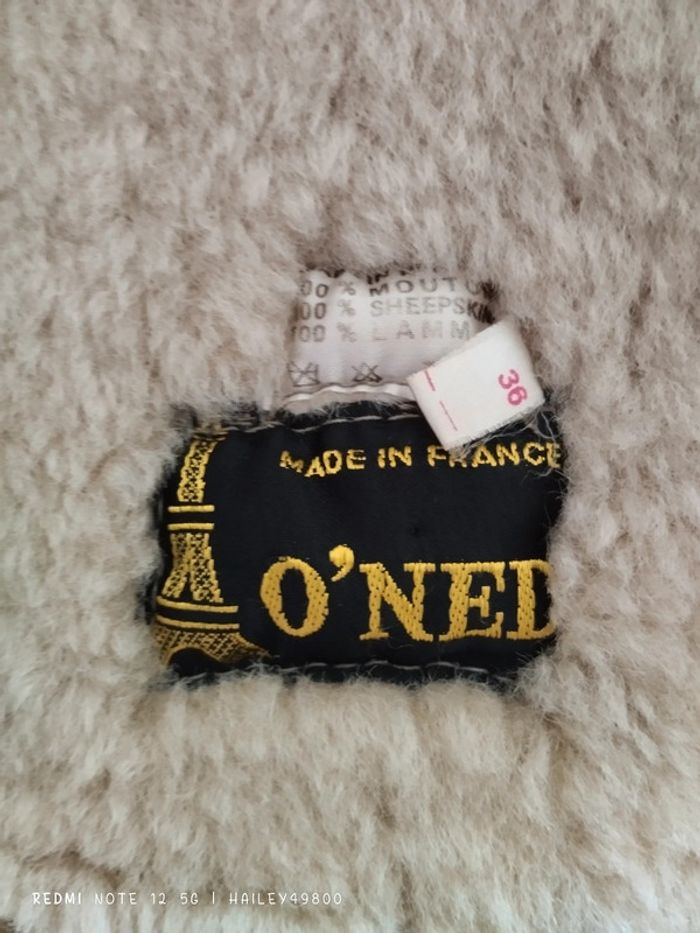 00 % MOUTO
00 % SHEEPSKI
00 % LAMM
36
MADE IN FRANCE
O'NED
REDMI NOTE 12 5G | HAILEY49800